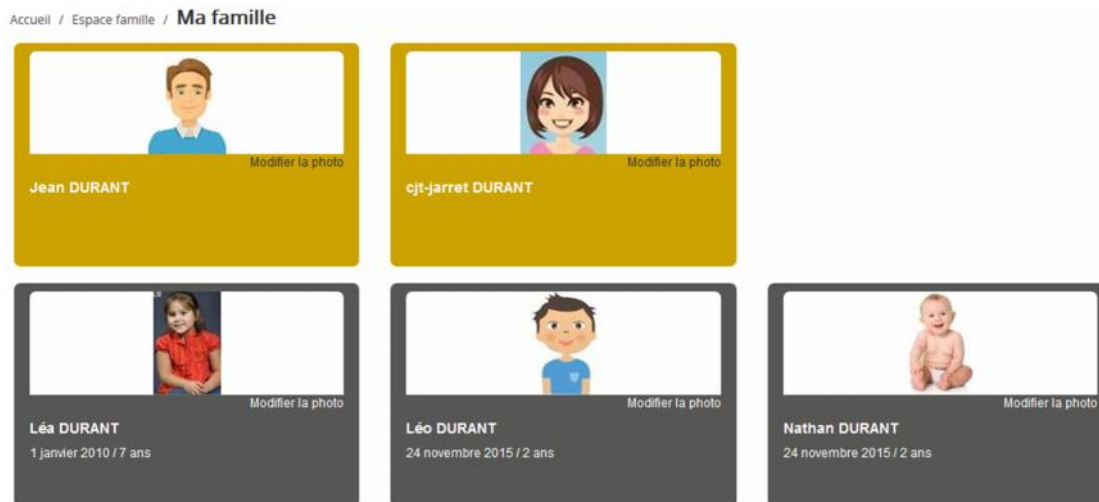 Accueil / Espace famille / Ma famille
Modifier la photo
Jean DURANT
Modifier la photo
cjt-jarret DURANT
Modifier la photo
Léa DURANT
1 janvier 2010 / 7 ans
Modifier la photo
Léo DURANT
24 novembre 2015 / 2 ans
Modifier la photo
Nathan DURANT
24 novembre 2015 / 2 ans